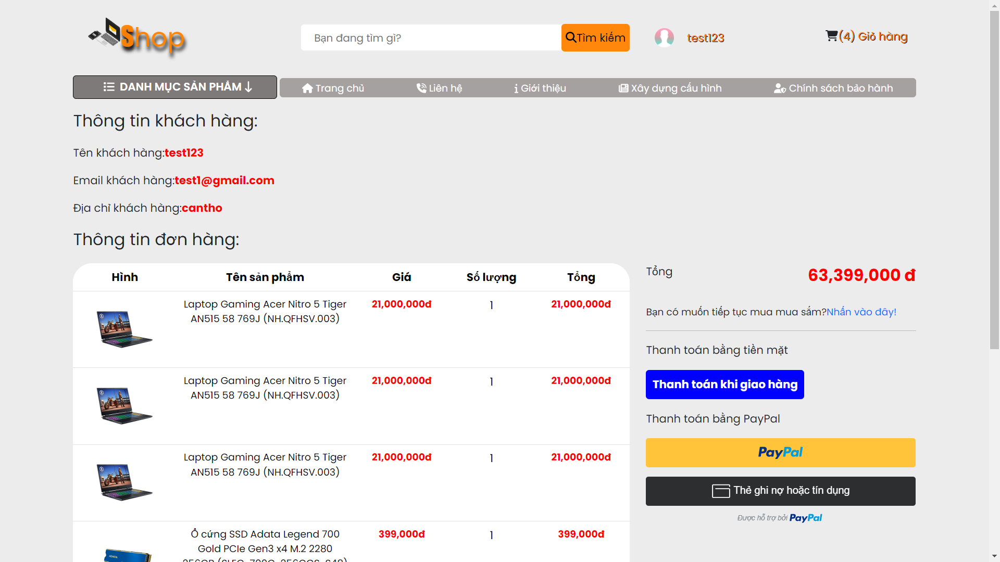 Shop
Bạn đang tìm gì?
Tìm kiếm
test123
(4) Giỏ hàng
DANH MỤC SẢN PHẨM
Trang chủ
Liên hệ
Giới thiệu
Xây dựng cấu hình
Chính sách bảo hành
Thông tin khách hàng:
Tên khách hàng:test123
Email khách hàng:test1@gmail.com
Địa chỉ khách hàng:cantho
Thông tin đơn hàng:
Hình Tên sản phẩm Giá Số lượng Tổng
Laptop Gaming Acer Nitro 5 Tiger 21,000,000đ 1 21,000,000đ
AN515 58 769J (NH.QFHSV.003)
Laptop Gaming Acer Nitro 5 Tiger 21,000,000đ 1 21,000,000đ
AN515 58 769J (NH.QFHSV.003)
Laptop Gaming Acer Nitro 5 Tiger 21,000,000đ 1 21,000,000đ
AN515 58 769J (NH.QFHSV.003)
Ổ cứng SSD Adata Legend 700 399,000đ 1 399,000đ
Gold PCIe Gen3 x4 M.2 2280
ADATA
Tổng 63,399,000 đ
Bạn có muốn tiếp tục mua mua sắm?Nhấn vào đây!
Thanh toán bằng tiền mặt
Thanh toán khi giao hàng
Thanh toán bằng PayPal
PayPal
Thẻ ghi nợ hoặc tín dụng
Được hỗ trợ bởi PayPal